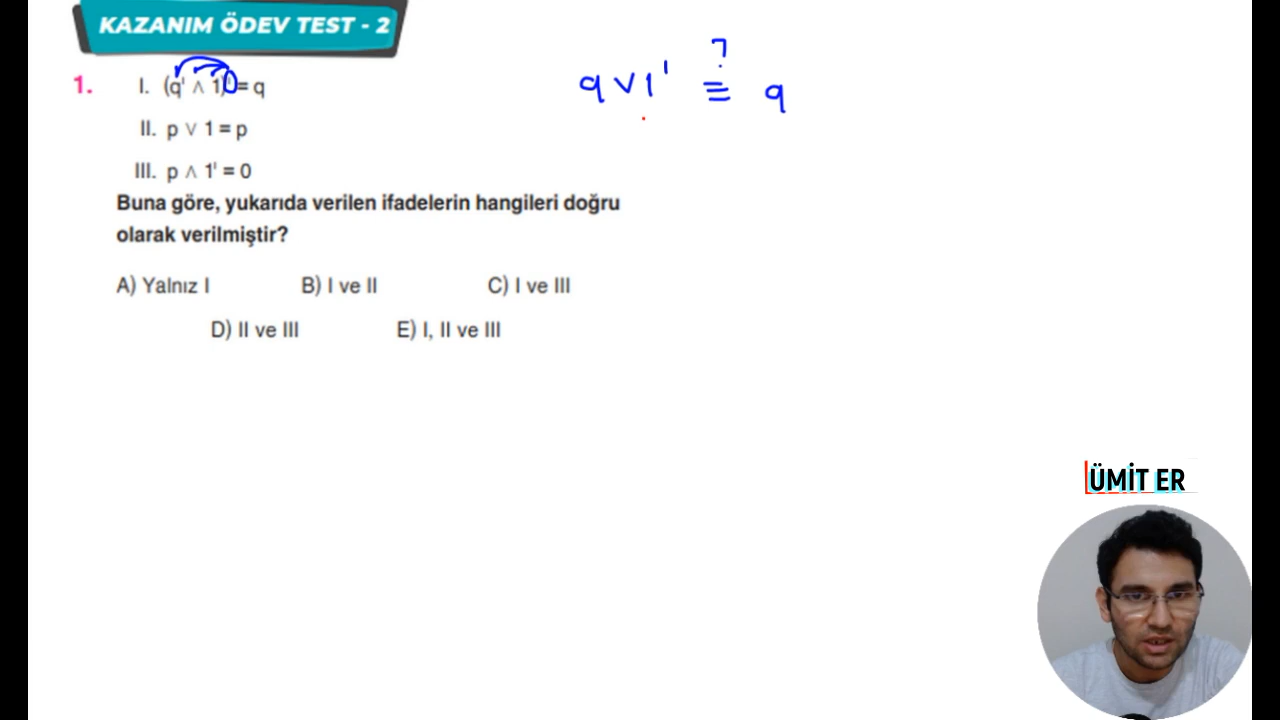 KAZANIM ÖDEV TEST - 2
1. I. (q' ∧ 1)' = q
q ∨ 1' ≡ q
?
II. p ∨ 1 = p
III. p ∧ 1' = 0
Buna göre, yukarıda verilen ifadelerin hangileri doğru
olarak verilmiştir?
A) Yalnız I B) I ve II C) I ve III
D) II ve III E) I, II ve III
ÜMİT ER